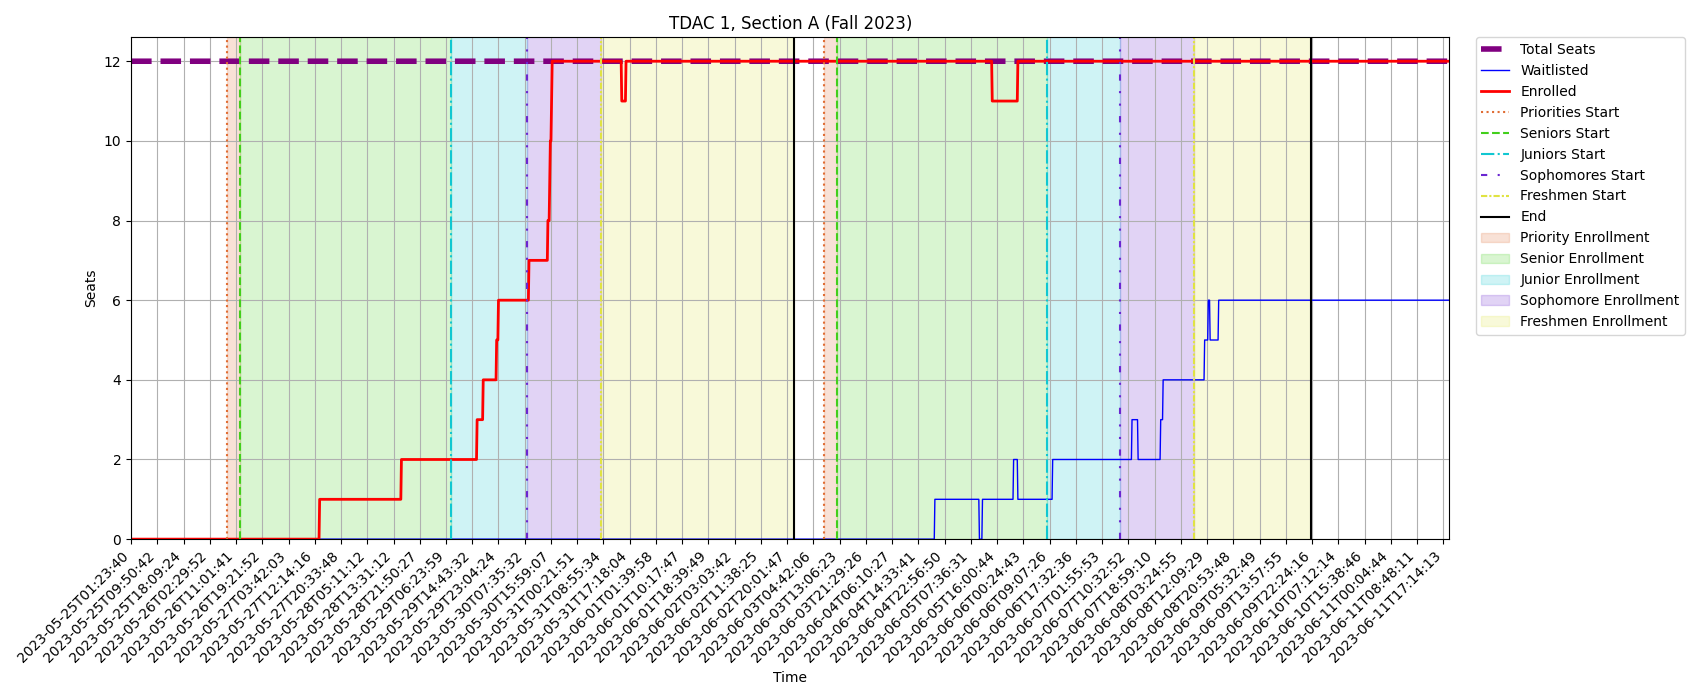 TDAC 1, Section A (Fall 2023)
Seats
12
10
8
6
4
2
0
2023-05-25T01:23:40
2023-05-25T09:50:42
2023-05-25T18:09:24
2023-05-26T02:29:52
2023-05-26T11:01:41
2023-05-26T19:21:52
2023-05-27T03:42:03
2023-05-27T12:14:16
2023-05-27T20:33:48
2023-05-28T05:11:12
2023-05-28T13:31:12
2023-05-28T21:50:27
2023-05-29T06:23:59
2023-05-29T14:43:32
2023-05-29T23:04:24
2023-05-30T07:35:32
2023-05-30T15:59:07
2023-05-31T00:21:51
2023-05-31T08:55:34
2023-05-31T17:18:04
2023-06-01T01:39:58
2023-06-01T10:17:47
2023-06-01T18:39:49
2023-06-02T03:03:42
2023-06-02T11:38:25
2023-06-02T20:01:47
2023-06-03T04:42:06
2023-06-03T13:06:23
2023-06-03T21:29:26
2023-06-04T06:10:27
2023-06-04T14:33:41
2023-06-04T22:56:50
2023-06-05T07:36:31
2023-06-05T16:00:44
2023-06-06T00:24:43
2023-06-06T09:07:26
2023-06-06T17:32:36
2023-06-07T01:55:53
2023-06-07T10:32:52
2023-06-07T18:59:10
2023-06-08T03:24:55
2023-06-08T12:09:29
2023-06-08T20:53:48
2023-06-09T05:32:49
2023-06-09T13:57:55
2023-06-09T22:24:16
2023-06-10T07:12:14
2023-06-10T15:38:46
2023-06-11T00:04:44
2023-06-11T08:48:11
2023-06-11T17:14:13
Time
Total Seats
Waitlisted
Enrolled
Priorities Start
Seniors Start
Juniors Start
Sophomores Start
Freshmen Start
End
Priority Enrollment
Senior Enrollment
Junior Enrollment
Sophomore Enrollment
Freshmen Enrollment